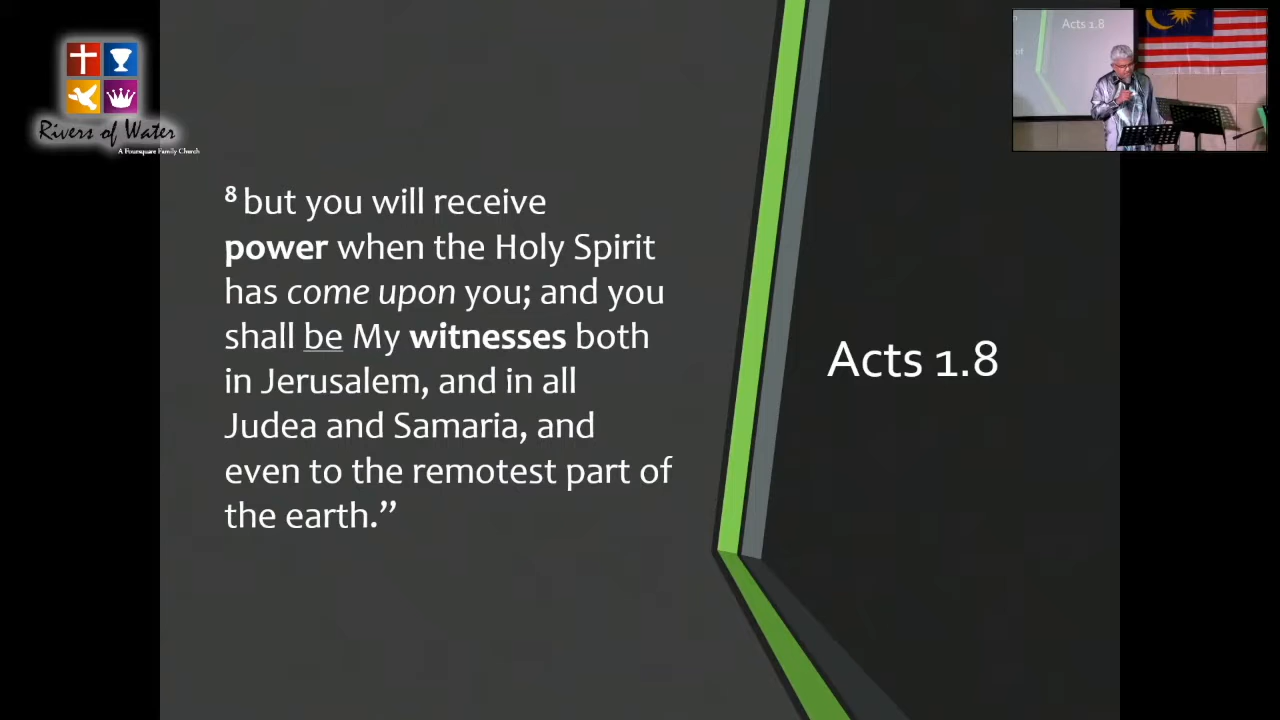 Rivers of Water
A Foursquare Family Church
8 but you will receive
power when the Holy Spirit
has come upon you; and you
shall be My witnesses both
in Jerusalem, and in all
Judea and Samaria, and
even to the remotest part of
the earth.”
Acts 1.8
Acts 1.8
of